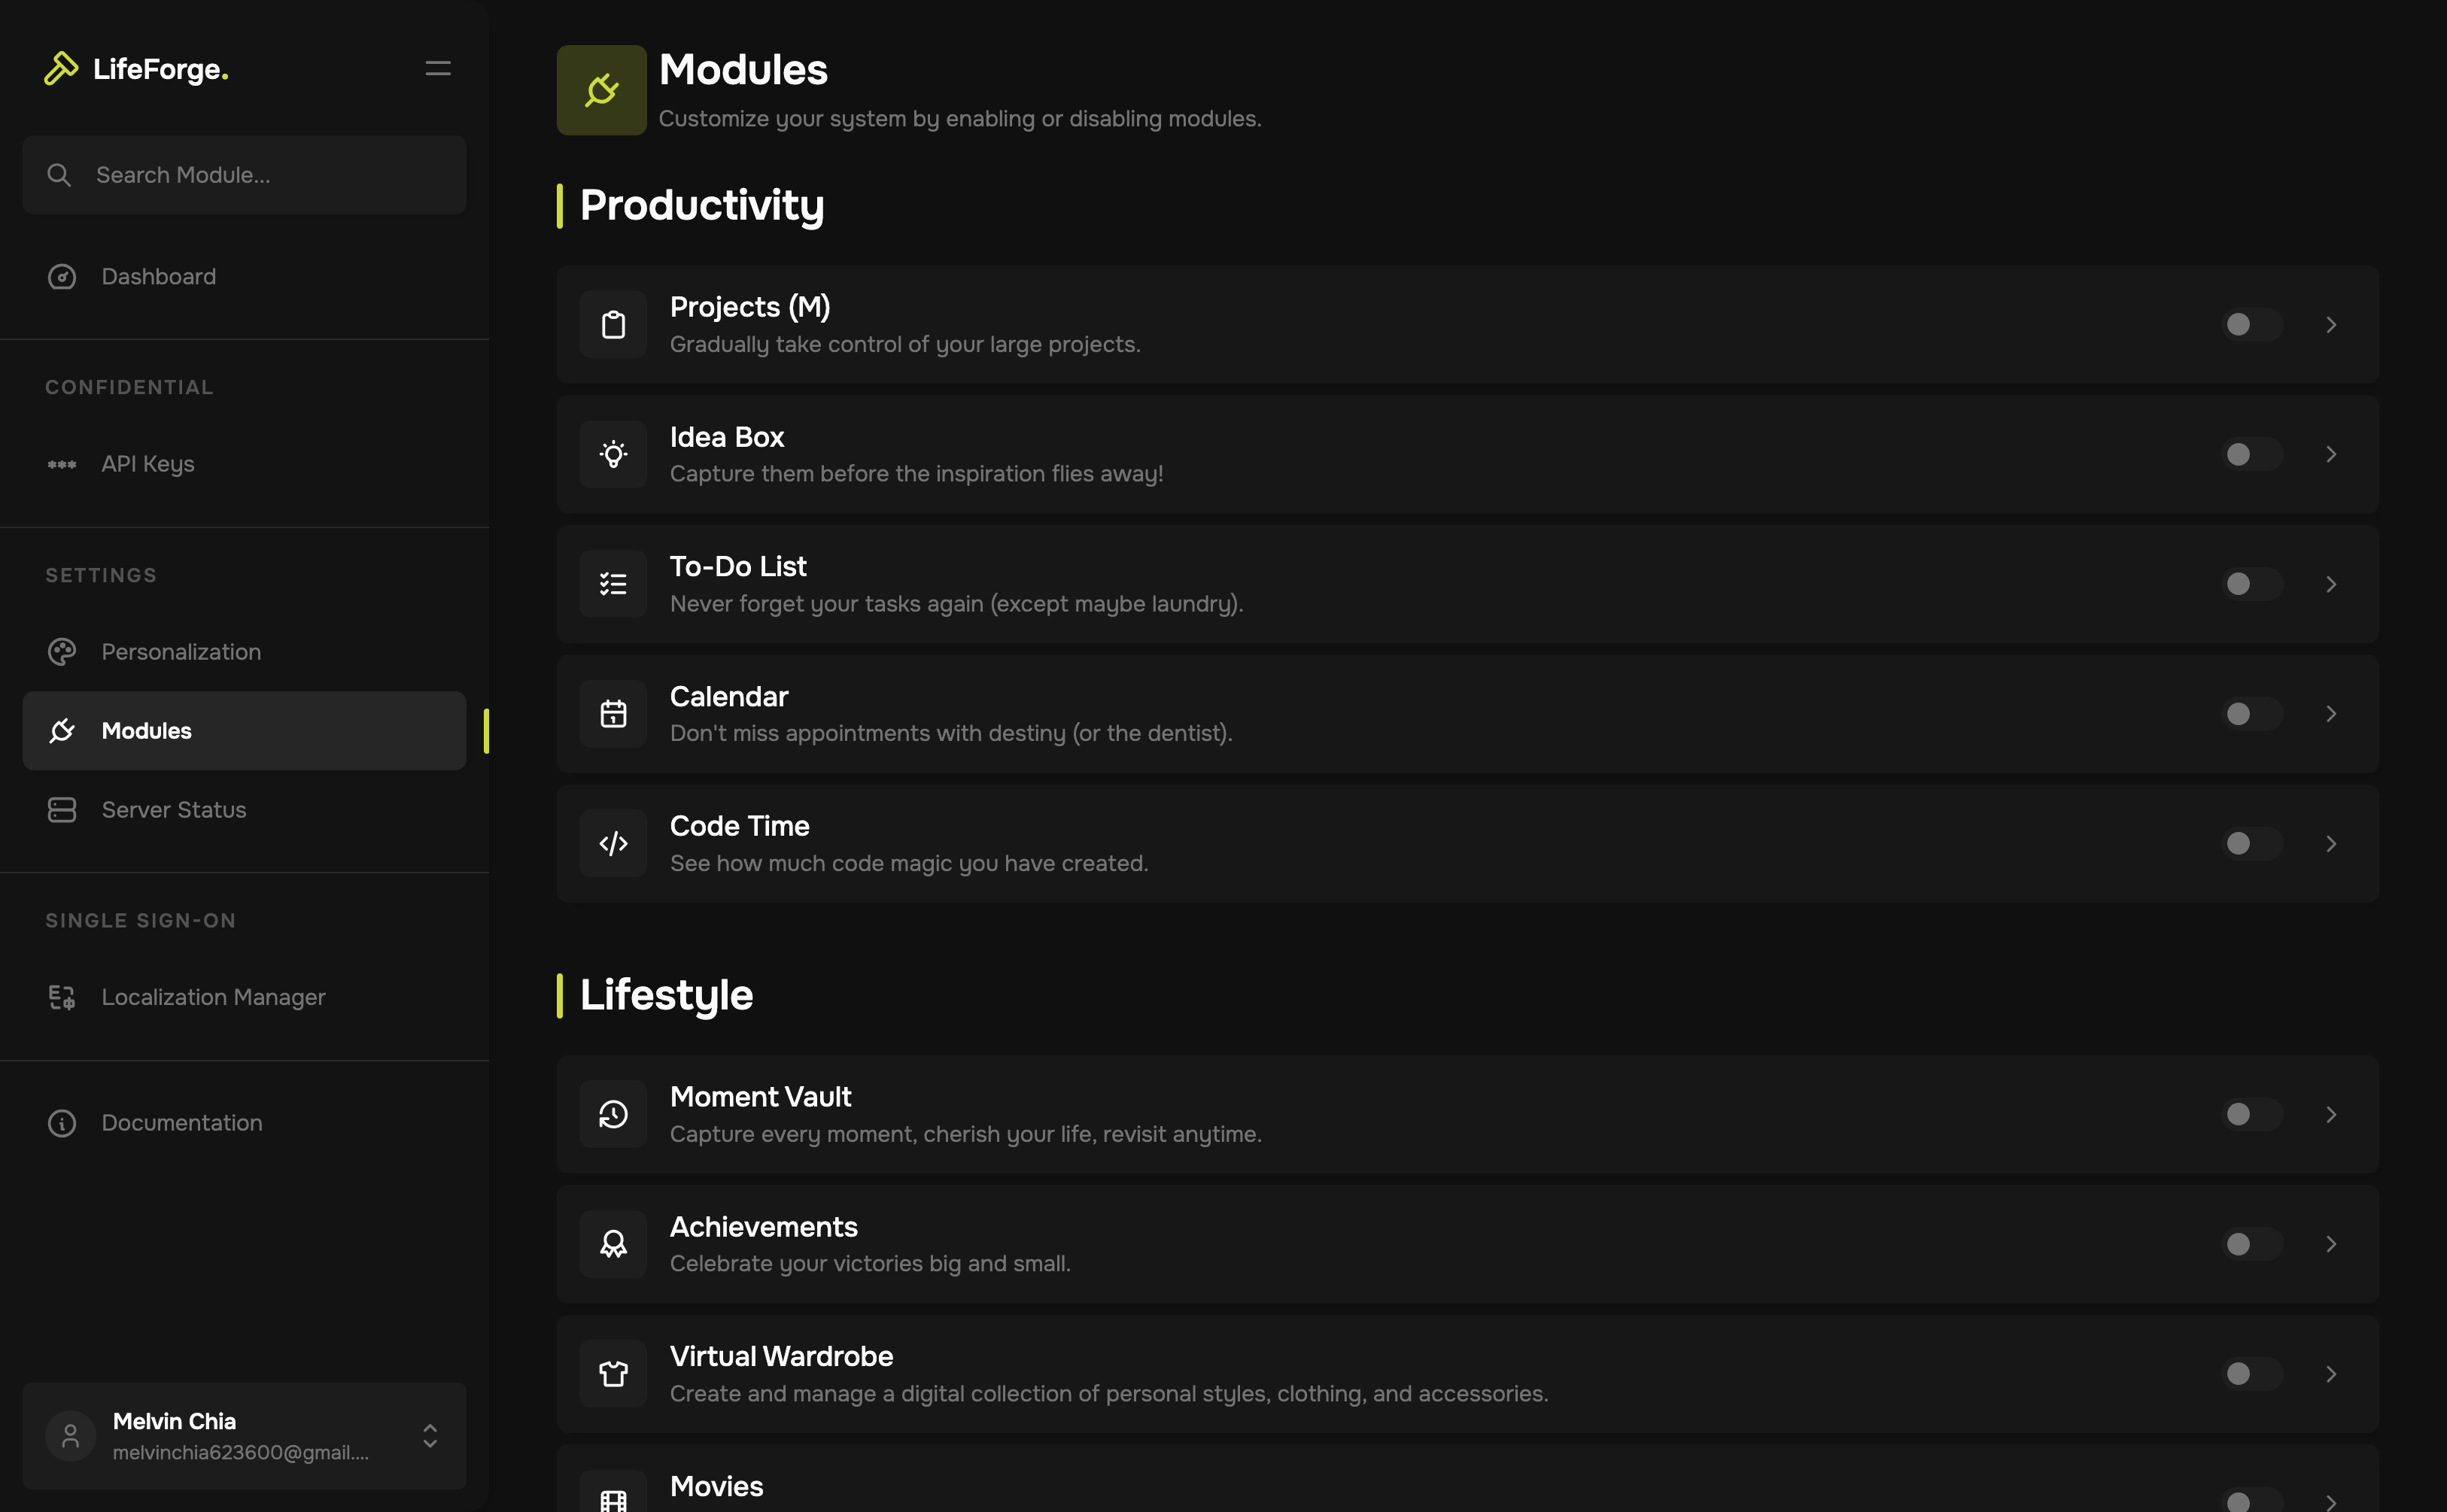 LifeForge.
Search Module...
Dashboard
CONFIDENTIAL
API Keys
SETTINGS
Personalization
Modules
Server Status
SINGLE SIGN-ON
Localization Manager
Documentation
Melvin Chia
melvinchia623600@gmail....
Modules
Customize your system by enabling or disabling modules.
Productivity
Projects (M)
Gradually take control of your large projects.
Idea Box
Capture them before the inspiration flies away!
To-Do List
Never forget your tasks again (except maybe laundry).
Calendar
Don't miss appointments with destiny (or the dentist).
Code Time
See how much code magic you have created.
Lifestyle
Moment Vault
Capture every moment, cherish your life, revisit anytime.
Achievements
Celebrate your victories big and small.
Virtual Wardrobe
Create and manage a digital collection of personal styles, clothing, and accessories.
Movies